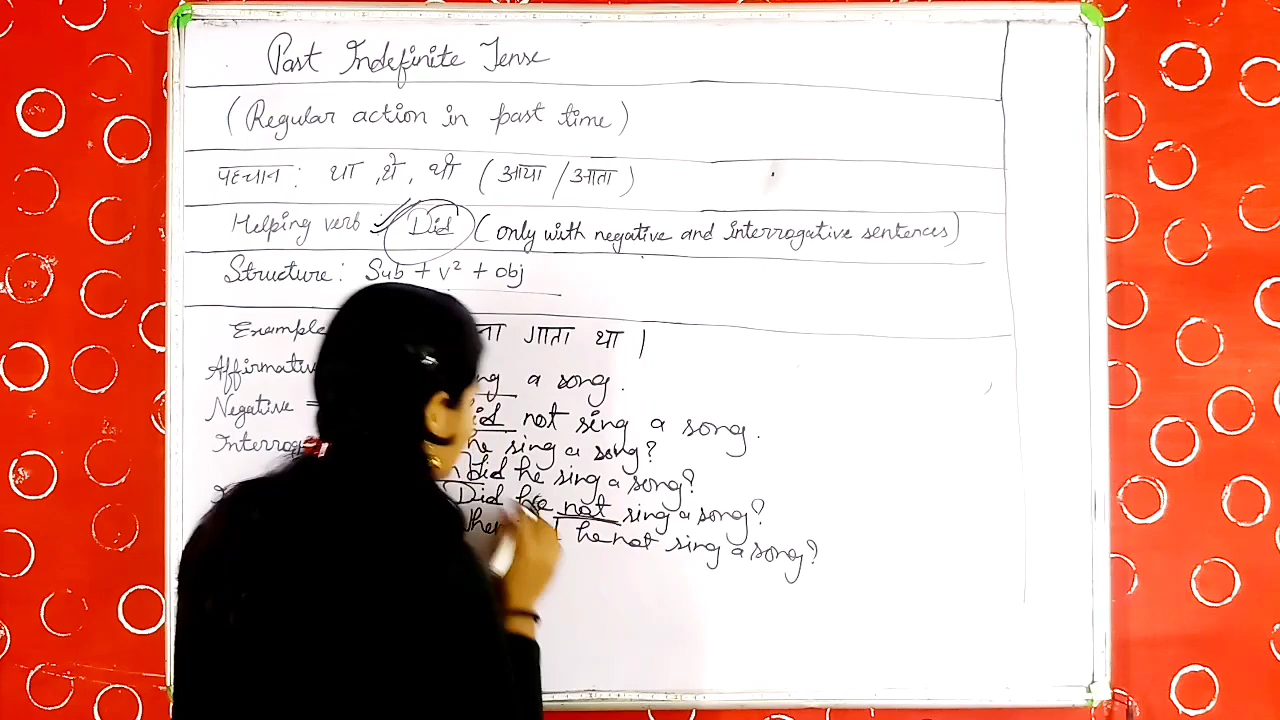 Past Indefinite Tense
(Regular action in past time)
पहचान : था ,थे , थी ( आया / आता )
Helping verb Did (only with negative and interrogative sentences)
Structure : Sub + v² + obj
Example गाता था |
Affirmative a song.
Negative = not sing a song.
he sing a song?
Did he sing a song?
Did he not sing a song?
he not sing a song?